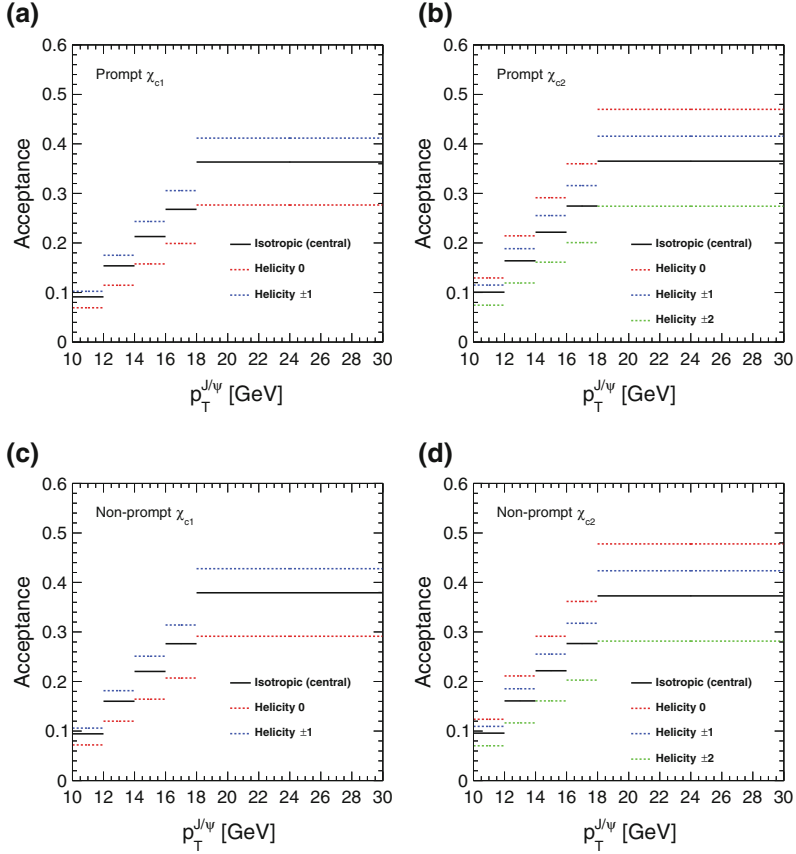 (a)
0.6
0.5
0.4
0.3
0.2
0.1
0
Acceptance
Prompt χc1
Isotropic (central)
Helicity 0
Helicity ±1
10 12 14 16 18 20 22 24 26 28 30
p_T^{J/ψ} [GeV]
(b)
0.6
0.5
0.4
0.3
0.2
0.1
0
Acceptance
Prompt χc2
Isotropic (central)
Helicity 0
Helicity ±1
Helicity ±2
10 12 14 16 18 20 22 24 26 28 30
p_T^{J/ψ} [GeV]
(c)
0.6
0.5
0.4
0.3
0.2
0.1
0
Acceptance
Non-prompt χc1
Isotropic (central)
Helicity 0
Helicity ±1
10 12 14 16 18 20 22 24 26 28 30
p_T^{J/ψ} [GeV]
(d)
0.6
0.5
0.4
0.3
0.2
0.1
0
Acceptance
Non-prompt χc2
Isotropic (central)
Helicity 0
Helicity ±1
Helicity ±2
10 12 14 16 18 20 22 24 26 28 30
p_T^{J/ψ} [GeV]